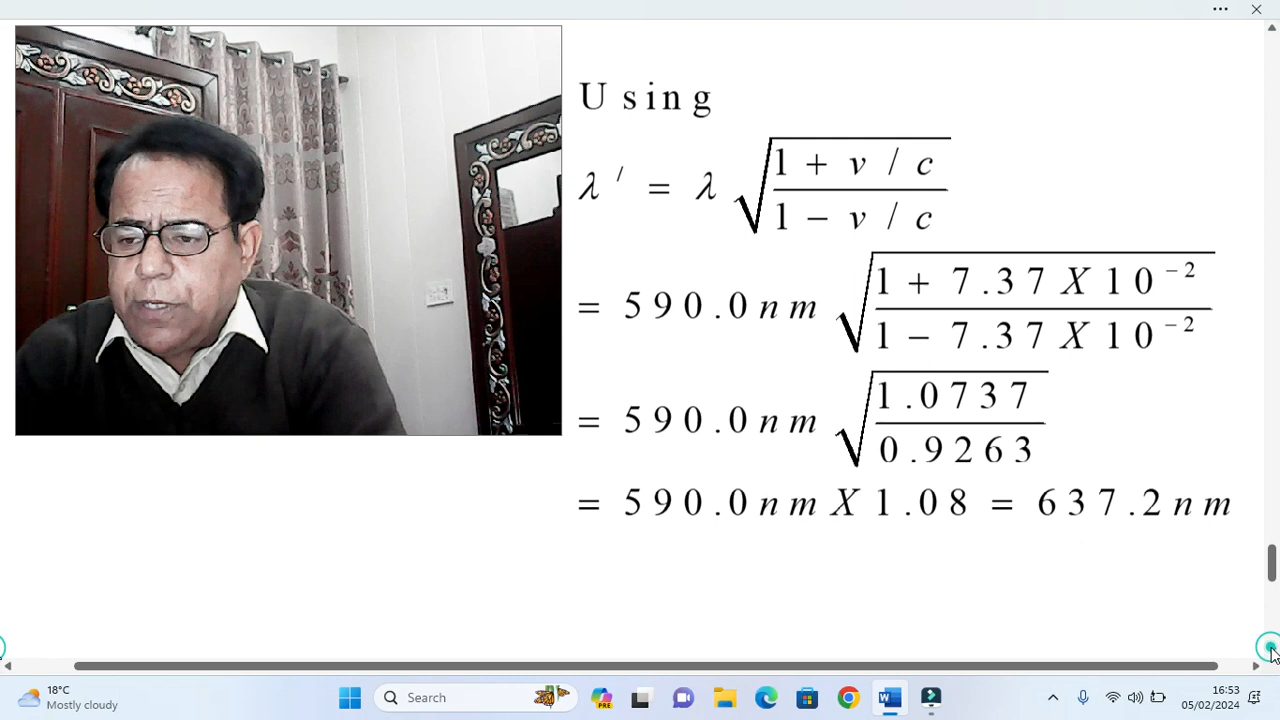 Using
λ' = λ √((1 + v / c) / (1 − v / c))
= 590.0 nm √((1 + 7.37 X 10⁻²) / (1 − 7.37 X 10⁻²))
= 590.0 nm √(1.0737 / 0.9263)
= 590.0 nm X 1.08 = 637.2 nm
18°C
Mostly cloudy
Search
PRE
W
16:53
05/02/2024